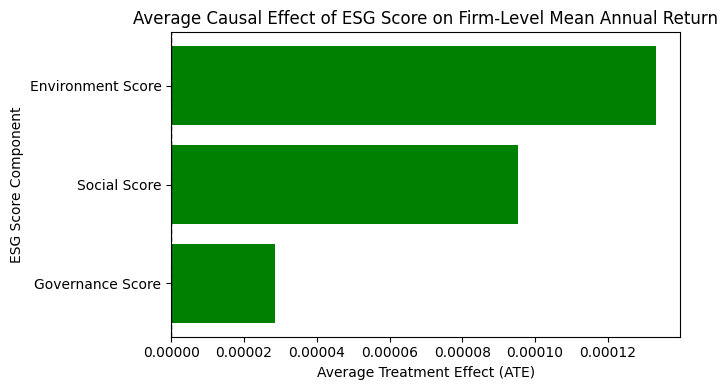 Average Causal Effect of ESG Score on Firm-Level Mean Annual Return
ESG Score Component
Environment Score
Social Score
Governance Score
0.00000 0.00002 0.00004 0.00006 0.00008 0.00010 0.00012
Average Treatment Effect (ATE)